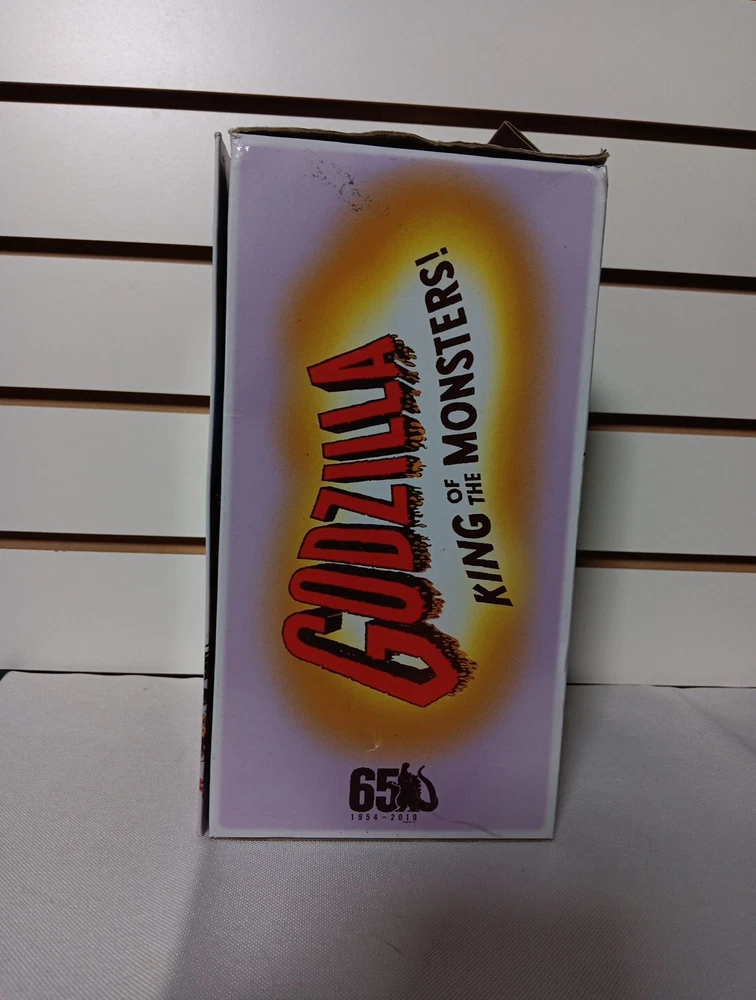 GODZILLA
KING OF THE MONSTERS!
65
1954-2019